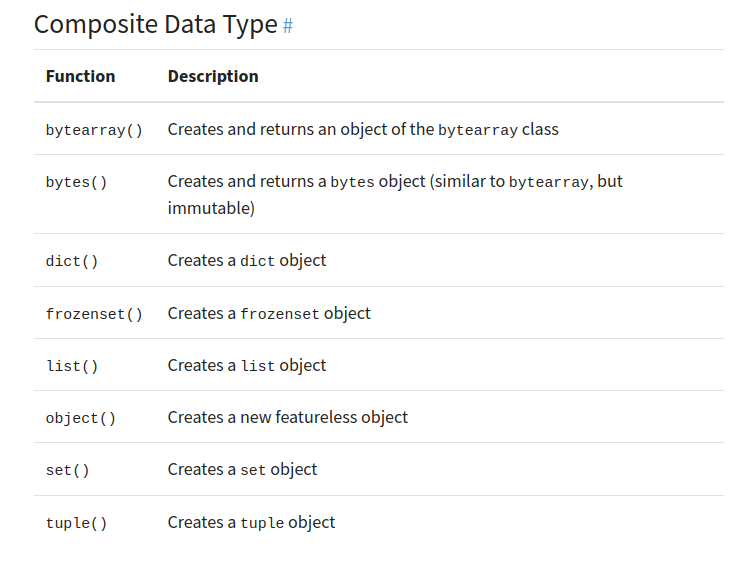 Composite Data Type #
Function Description
bytearray() Creates and returns an object of the bytearray class
bytes() Creates and returns a bytes object (similar to bytearray, but
immutable)
dict() Creates a dict object
frozenset() Creates a frozenset object
list() Creates a list object
object() Creates a new featureless object
set() Creates a set object
tuple() Creates a tuple object